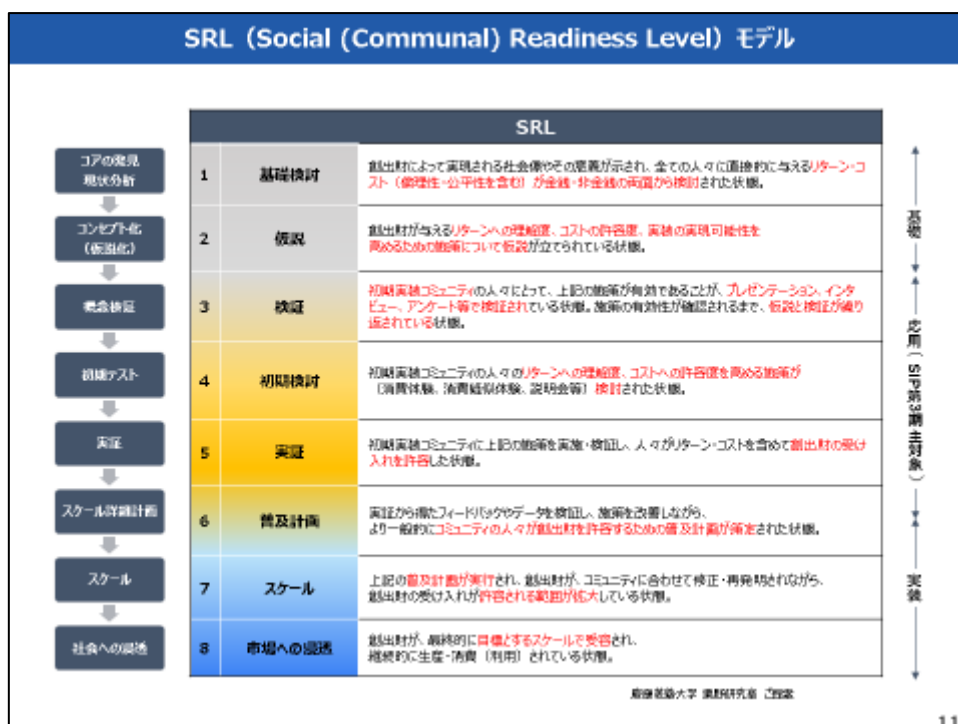 SRL（Social (Communal) Readiness Level）モデル
SRL
コアの発見
現状分析
1
基礎検討
創出財によって実現される社会像やその意義が示され、全ての人々に直接的に与えるリターン・コ
スト（倫理性・公平性を含む）が金銭・非金銭の両面から検討された状態。
コンセプト化
（仮説化）
2
仮説
創出財が与えるリターンへの理解度、コストの許容度、実装の実現可能性を
高めるための施策について仮説が立てられている状態。
概念検証
3
検証
初期実装コミュニティの人々にとって、上記の施策が有効であることが、プレゼンテーション、インタ
ビュー、アンケート等で検証されている状態。施策の有効性が確認されるまで、仮説と検証が繰り
返されている状態。
初期テスト
4
初期検討
初期実装コミュニティの人々のリターンへの理解度、コストへの許容度を高める施策が
（消費体験、消費疑似体験、説明会等）検討された状態。
実証
5
実証
初期実装コミュニティに上記の施策を実施・検証し、人々がリターン・コストを含めて創出財の受け
入れを許容した状態。
スケール詳細計画
6
普及計画
実証から得たフィードバックやデータを検証し、施策を改善しながら、
より一般的にコミュニティの人々が創出財を許容するための普及計画が策定された状態。
スケール
7
スケール
上記の普及計画が実行され、創出財が、コミュニティに合わせて修正・再発明されながら、
創出財の受け入れが許容される範囲が拡大している状態。
社会への浸透
8
市場への浸透
創出財が、最終的に目標とするスケールで受容され、
継続的に生産・消費（利用）されている状態。
基礎
応用（SIP第3期主対象）
実装
慶應義塾大学
研究室 ご提案
11